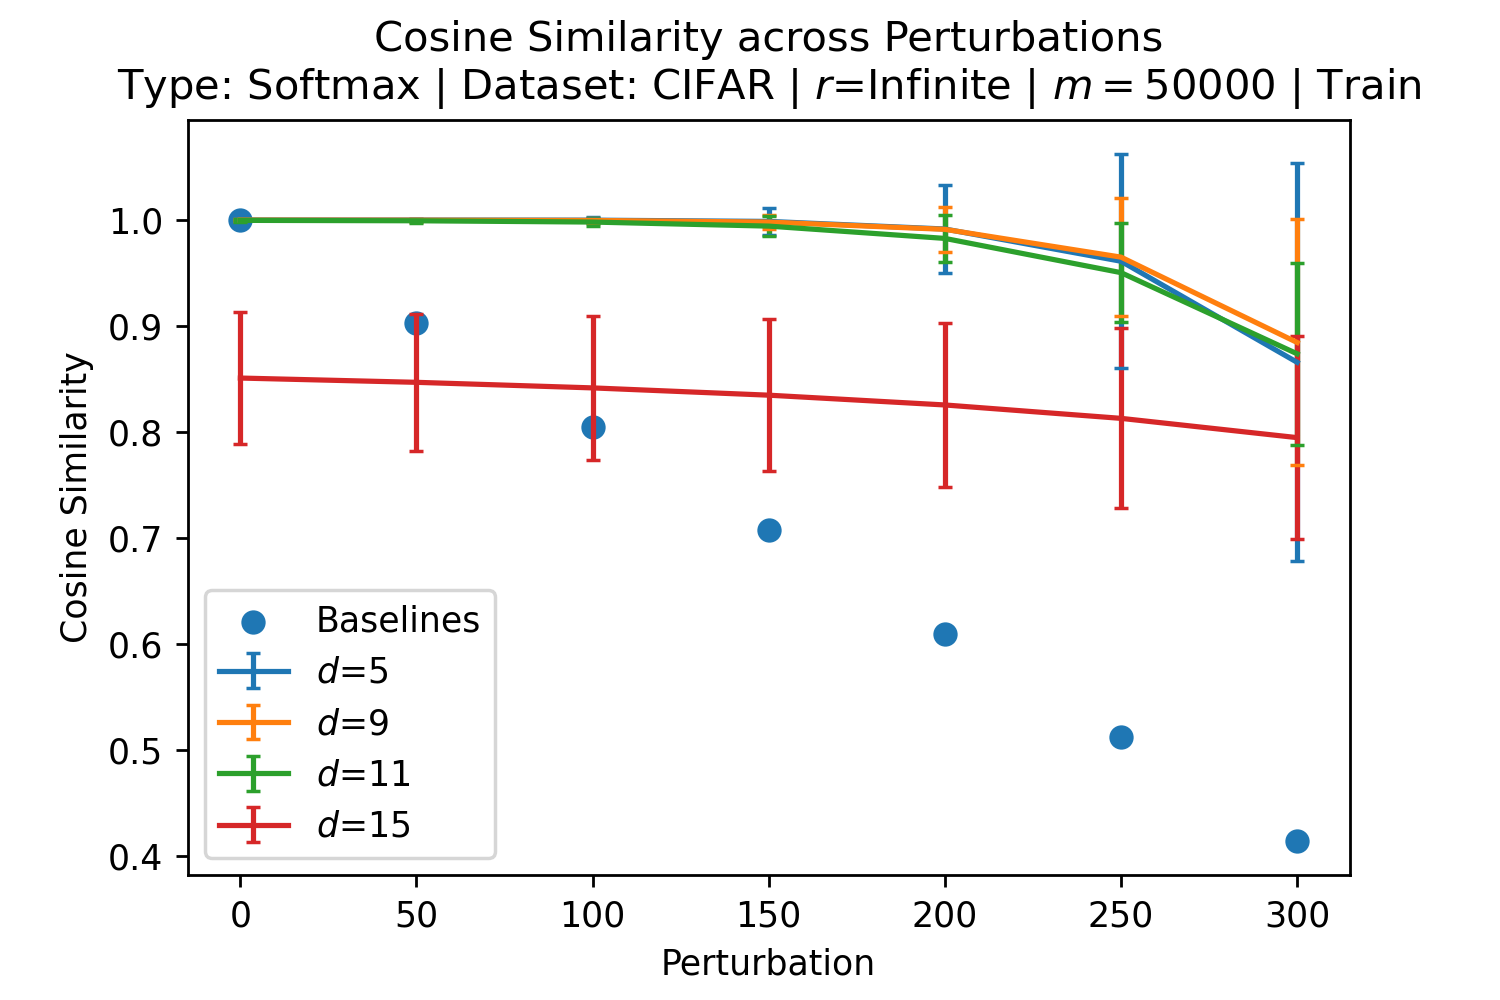 Cosine Similarity across Perturbations
Type: Softmax | Dataset: CIFAR | r=Infinite | m = 50000 | Train
Cosine Similarity
1.0
0.9
0.8
0.7
0.6
0.5
0.4
Baselines
d=5
d=9
d=11
d=15
0 50 100 150 200 250 300
Perturbation